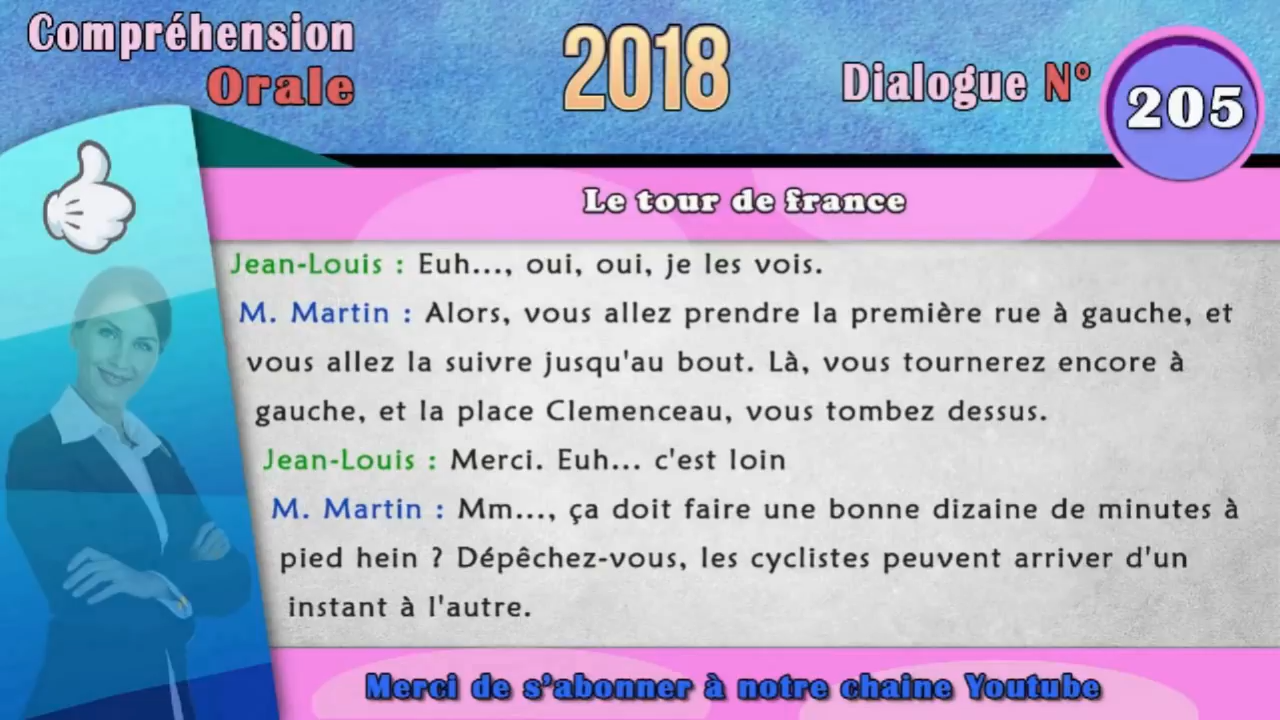 Compréhension
Orale
2018
Dialogue N°
205
Le tour de france
Jean-Louis : Euh..., oui, oui, je les vois.
M. Martin : Alors, vous allez prendre la première rue à gauche, et
vous allez la suivre jusqu'au bout. Là, vous tournerez encore à
gauche, et la place Clemenceau, vous tombez dessus.
Jean-Louis : Merci. Euh... c'est loin
M. Martin : Mm..., ça doit faire une bonne dizaine de minutes à
pied hein ? Dépêchez-vous, les cyclistes peuvent arriver d'un
instant à l'autre.
Merci de s'abonner à notre chaine Youtube